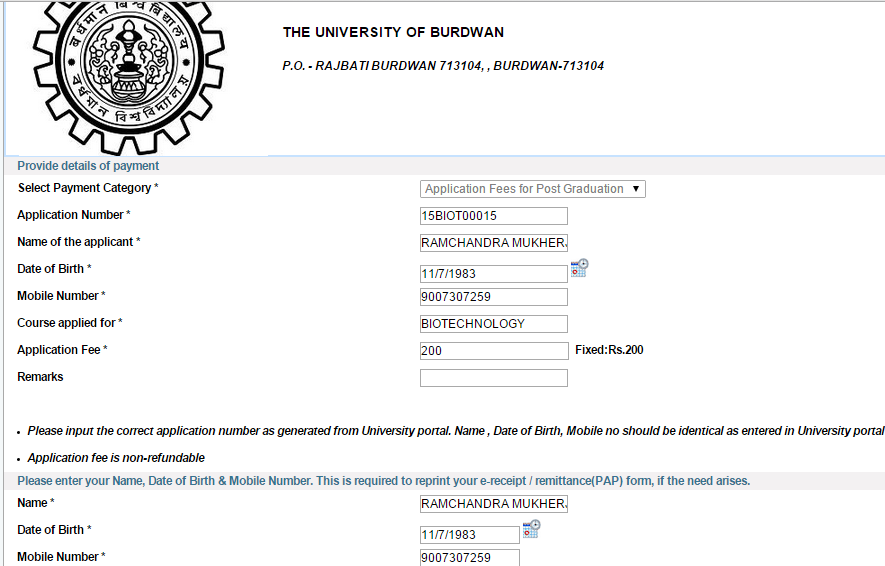 বর্ধমান বিশ্ববিদ্যালয়
বর্ধমান বিশ্ববিদ্যালয়
THE UNIVERSITY OF BURDWAN
P.O. - RAJBATI BURDWAN 713104, , BURDWAN-713104
Provide details of payment
Select Payment Category * Application Fees for Post Graduation
Application Number * 15BIOT00015
Name of the applicant * RAMCHANDRA MUKHER
Date of Birth * 11/7/1983
Mobile Number * 9007307259
Course applied for * BIOTECHNOLOGY
Application Fee * 200 Fixed:Rs.200
Remarks
• Please input the correct application number as generated from University portal. Name , Date of Birth, Mobile no should be identical as entered in University portal
• Application fee is non-refundable
Please enter your Name, Date of Birth & Mobile Number. This is required to reprint your e-receipt / remittance(PAP) form, if the need arises.
Name * RAMCHANDRA MUKHER
Date of Birth * 11/7/1983
Mobile Number * 9007307259